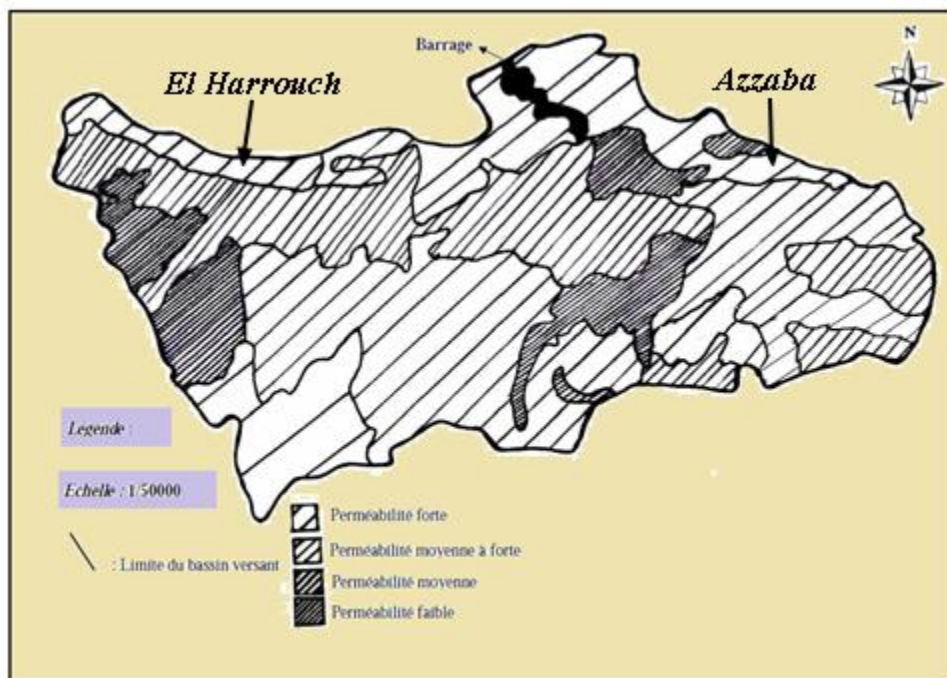 N
Barrage
El Harrouch
Azzaba
Légende :
Echelle : 1/50000
: Limite du bassin versant
Perméabilité forte
Perméabilité moyenne à forte
Perméabilité moyenne
Perméabilité faible